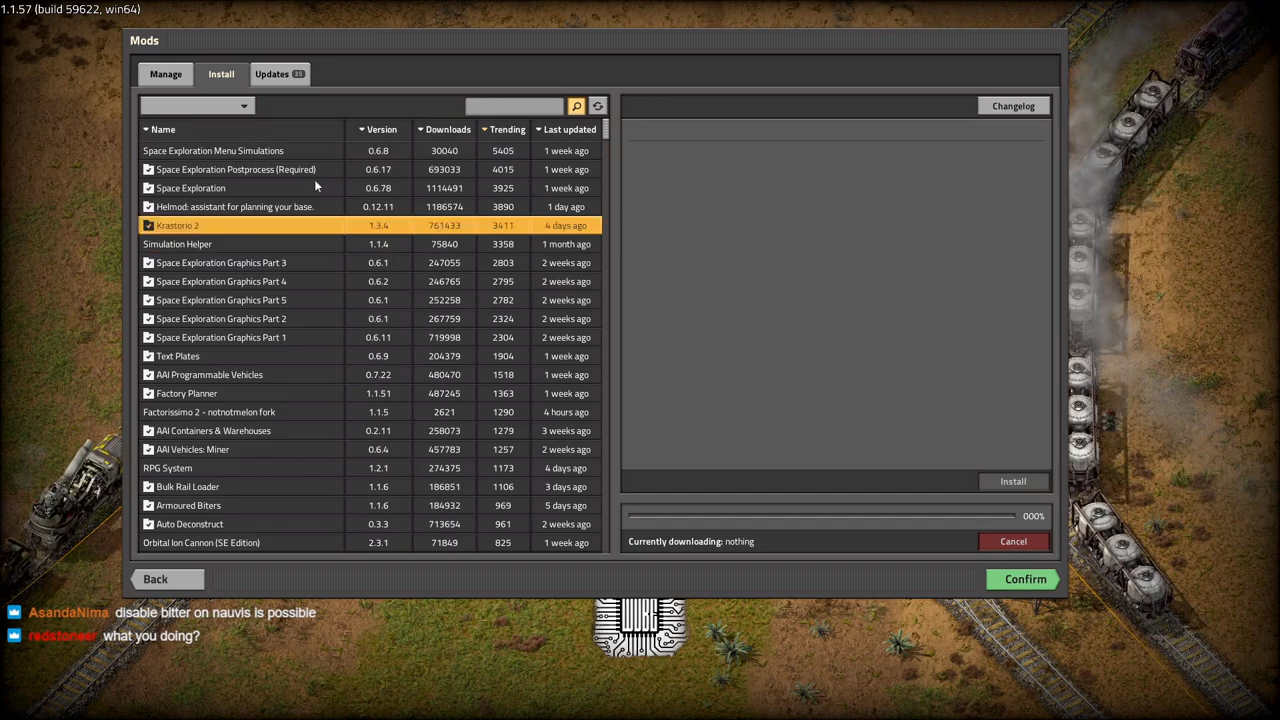 1.1.57 (build 59622, win64)
Mods
Manage Install Updates 35
Changelog
Name Version Downloads Trending Last updated
Space Exploration Menu Simulations 0.6.8 30040 5405 1 week ago
Space Exploration Postprocess (Required) 0.6.17 693033 4015 1 week ago
Space Exploration 0.6.78 1114491 3925 1 week ago
Helmod: assistant for planning your base. 0.12.11 1186574 3890 1 day ago
Krastorio 2 1.3.4 761433 3411 4 days ago
Simulation Helper 1.1.4 75840 3358 1 month ago
Space Exploration Graphics Part 3 0.6.1 247055 2803 2 weeks ago
Space Exploration Graphics Part 4 0.6.2 246765 2795 2 weeks ago
Space Exploration Graphics Part 5 0.6.1 252258 2782 2 weeks ago
Space Exploration Graphics Part 2 0.6.1 267759 2324 2 weeks ago
Space Exploration Graphics Part 1 0.6.11 719998 2304 2 weeks ago
Text Plates 0.6.9 204379 1904 1 week ago
AAI Programmable Vehicles 0.7.22 480470 1518 1 week ago
Factory Planner 1.1.51 487245 1363 1 week ago
Factorissimo 2 - notnotmelon fork 1.1.5 2621 1290 4 hours ago
AAI Containers & Warehouses 0.2.11 258073 1279 3 weeks ago
AAI Vehicles: Miner 0.6.4 457783 1257 2 weeks ago
RPG System 1.2.1 274375 1173 4 days ago
Bulk Rail Loader 1.1.6 186851 1106 3 days ago
Armoured Biters 1.1.6 184932 969 5 days ago
Auto Deconstruct 0.3.3 713654 961 2 weeks ago
Orbital Ion Cannon (SE Edition) 2.3.1 71849 825 1 week ago
Install
000%
Currently downloading: nothing
Cancel
Back
Confirm
AsandaNima disable bitter on nauvis is possible
redstoneer what you doing?